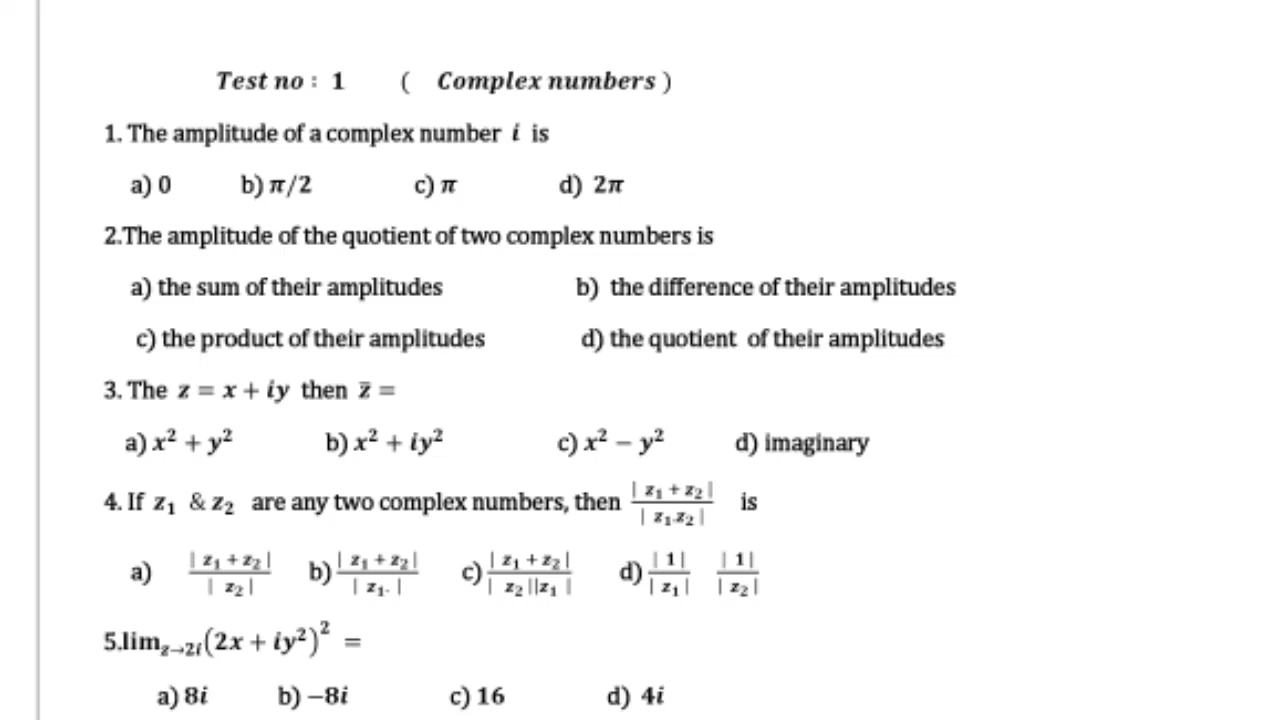 Test no : 1 ( Complex numbers )
1. The amplitude of a complex number i is
a) 0 b) π/2 c) π d) 2π
2.The amplitude of the quotient of two complex numbers is
a) the sum of their amplitudes b) the difference of their amplitudes
c) the product of their amplitudes d) the quotient of their amplitudes
3. The z = x + iy then z̄ =
a) x² + y² b) x² + iy² c) x² − y² d) imaginary
4. If z₁ & z₂ are any two complex numbers, then | z₁ + z₂ | / | z₁.z₂ | is
a) | z₁ + z₂ | / | z₂ | b) | z₁ + z₂ | / | z₁. | c) | z₁ + z₂ | / | z₂ ||z₁ | d) | 1 | / | z₁ | | 1 | / | z₂ |
5.lim z→2i (2x + iy²)² =
a) 8i b) −8i c) 16 d) 4i